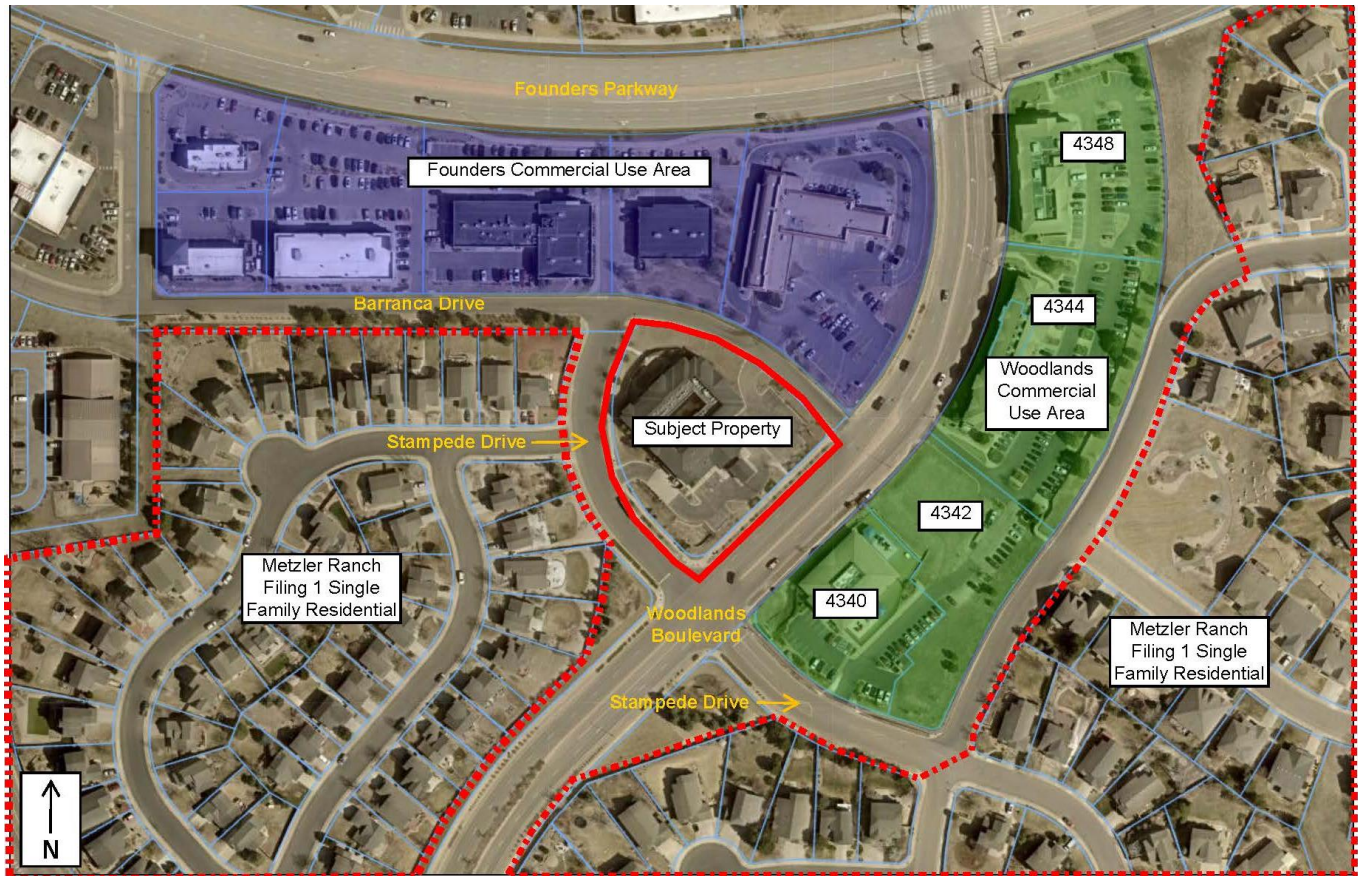 Founders Parkway
4348
Founders Commercial Use Area
Barranca Drive
4344
Woodlands
Commercial
Use Area
Subject Property
Stampede Drive
4342
Metzler Ranch
Filing 1 Single
Family Residential
4340
Woodlands
Boulevard
Metzler Ranch
Filing 1 Single
Family Residential
Stampede Drive
N